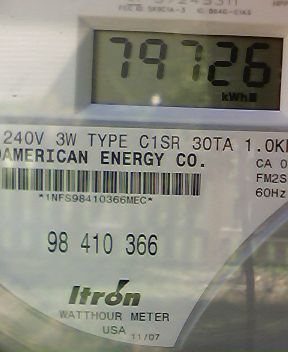 79726
kWh
240V 3W TYPE C1SR 30TA 1.0K
AMERICAN ENERGY CO.
CA 0
FM2S
60Hz
*1NFS98410366MEC*
98 410 366
Itron
WATTHOUR METER
USA 11/07